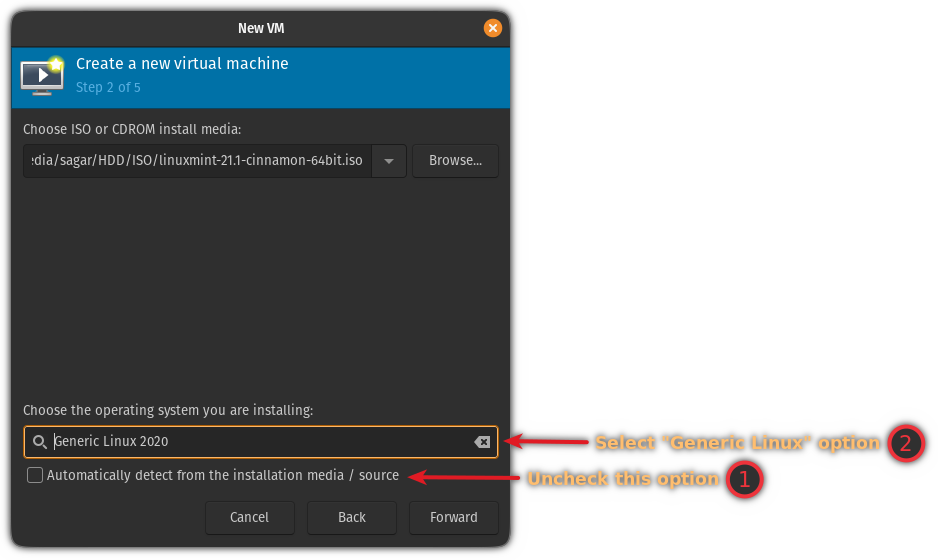 New VM
Create a new virtual machine
Step 2 of 5
Choose ISO or CDROM install media:
edia/sagar/HDD/ISO/linuxmint-21.1-cinnamon-64bit.iso
Browse...
Choose the operating system you are installing:
Generic Linux 2020
Select "Generic Linux" option 2
Automatically detect from the installation media / source
Uncheck this option 1
Cancel Back Forward